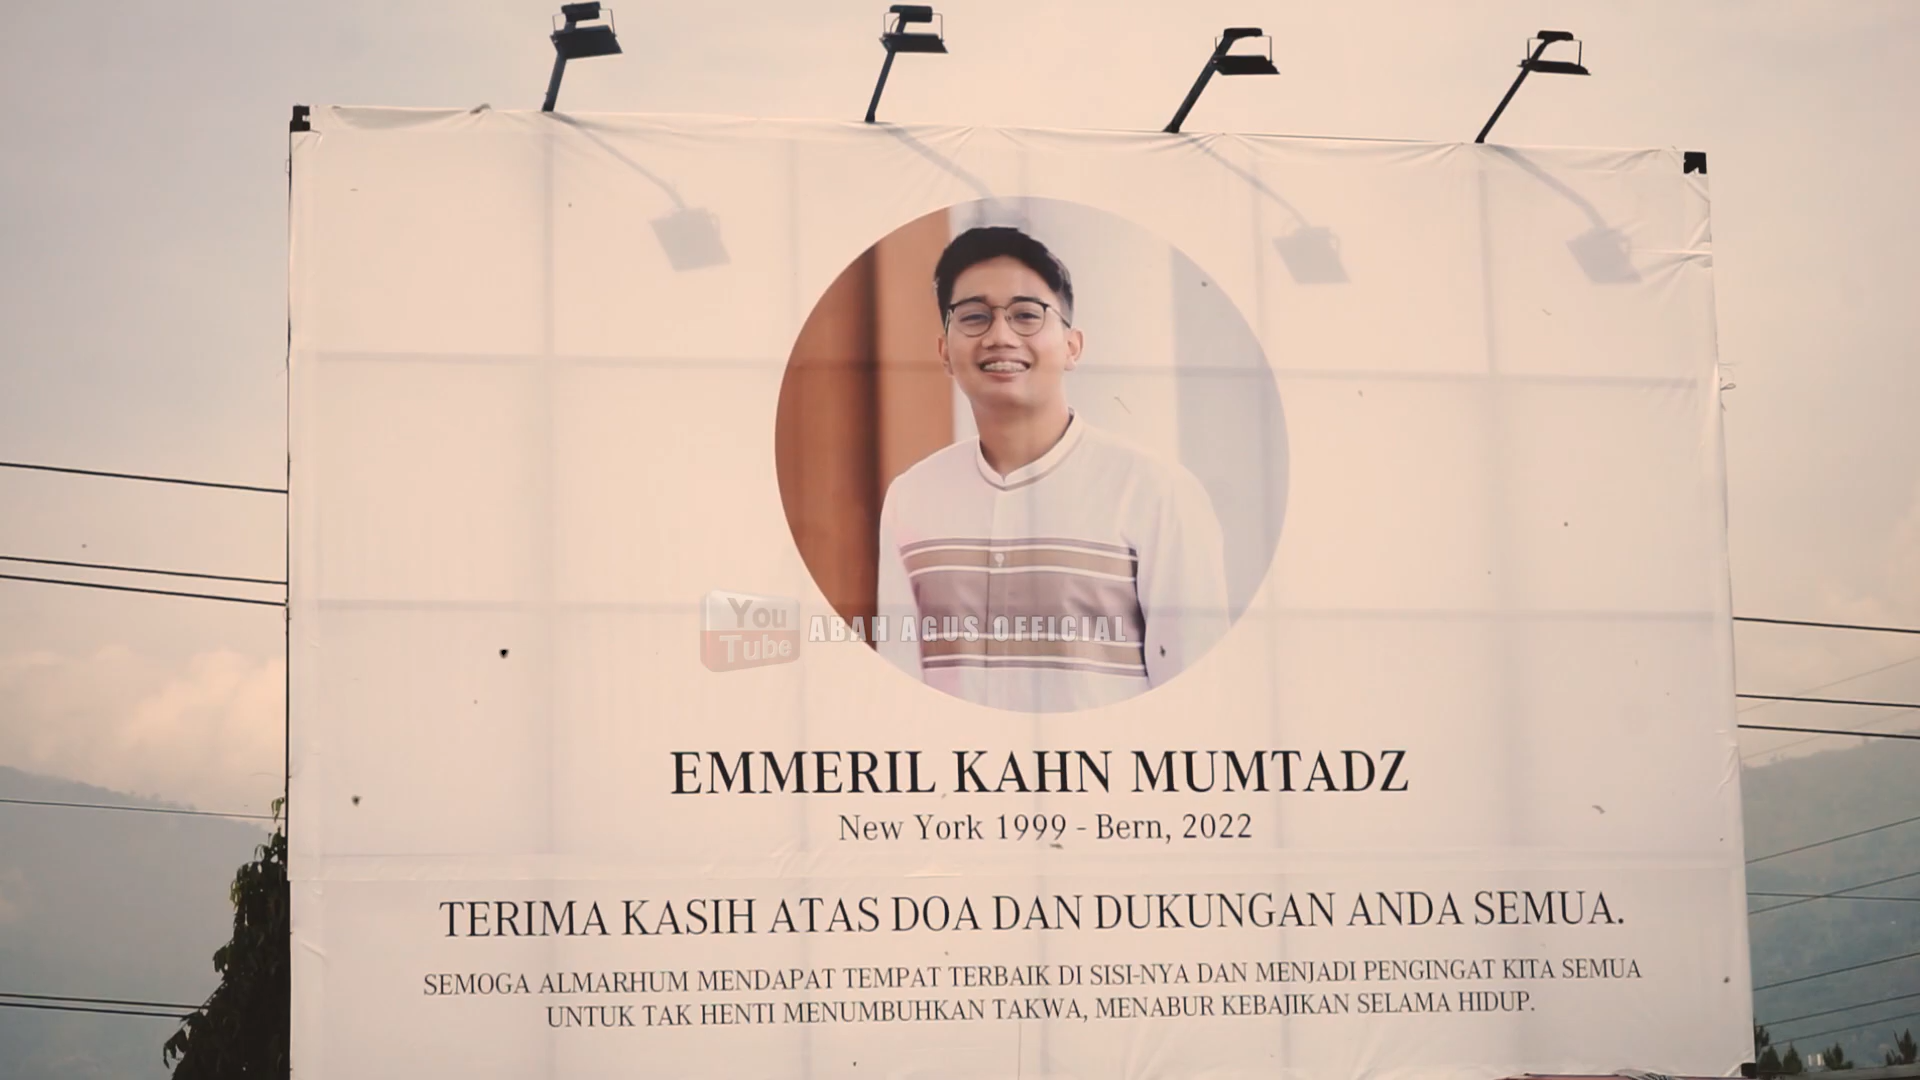 You
Tube
ABAH AGUS OFFICIAL
EMMERIL KAHN MUMTADZ
New York 1999 - Bern, 2022
TERIMA KASIH ATAS DOA DAN DUKUNGAN ANDA SEMUA.
SEMOGA ALMARHUM MENDAPAT TEMPAT TERBAIK DI SISI-NYA DAN MENJADI PENGINGAT KITA SEMUA
UNTUK TAK HENTI MENUMBUHKAN TAKWA, MENABUR KEBAJIKAN SELAMA HIDUP.